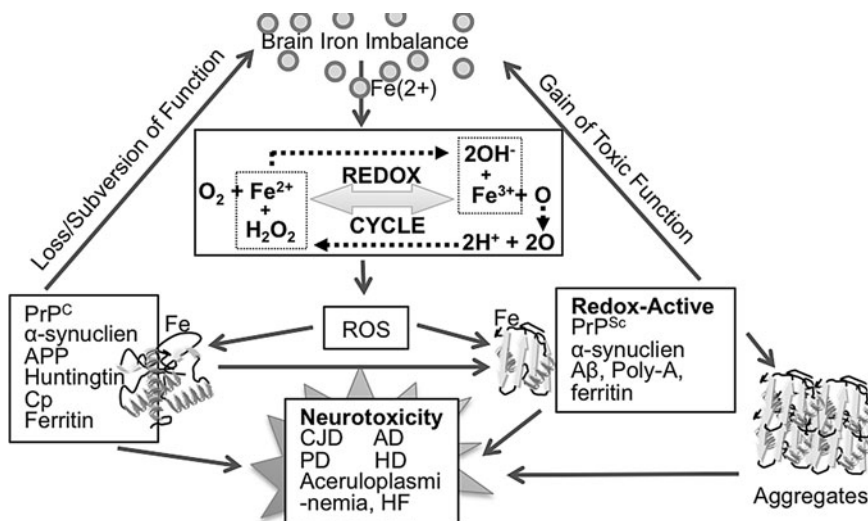 Brain Iron Imbalance
Fe(2+)
Loss/Subversion of Function
Gain of Toxic Function
O₂ + Fe²⁺
+
H₂O₂
REDOX
CYCLE
2OH⁻
+
Fe³⁺ + O
2H⁺ + 2O
PrPᶜ
α-synuclien
APP
Huntingtin
Cp
Ferritin
Fe
ROS
Fe
Redox-Active
PrPˢᶜ
α-synuclien
Aβ, Poly-A,
ferritin
Neurotoxicity
CJD AD
PD HD
Aceruloplasmi
-nemia, HF
Aggregates